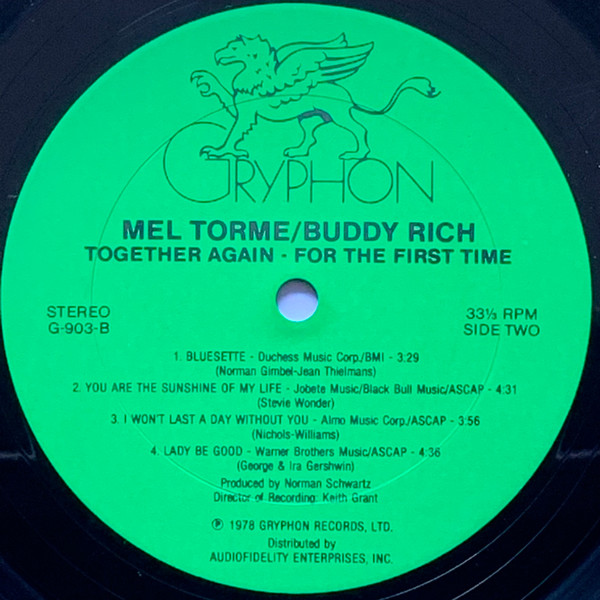 GRYPHON
MEL TORME/BUDDY RICH
TOGETHER AGAIN - FOR THE FIRST TIME
STEREO
G-903-B
33⅓ RPM
SIDE TWO
1. BLUESETTE - Duchess Music Corp./BMI - 3:29
(Norman Gimbel-Jean Thielmans)
2. YOU ARE THE SUNSHINE OF MY LIFE - Jobete Music/Black Bull Music/ASCAP - 4:31
(Stevie Wonder)
3. I WON'T LAST A DAY WITHOUT YOU - Almo Music Corp./ASCAP - 3:56
(Nichols-Williams)
4. LADY BE GOOD - Warner Brothers Music/ASCAP - 4:36
(George & Ira Gershwin)
Produced by Norman Schwartz
Director of Recording: Keith Grant
℗ 1978 GRYPHON RECORDS, LTD.
Distributed by
AUDIOFIDELITY ENTERPRISES, INC.